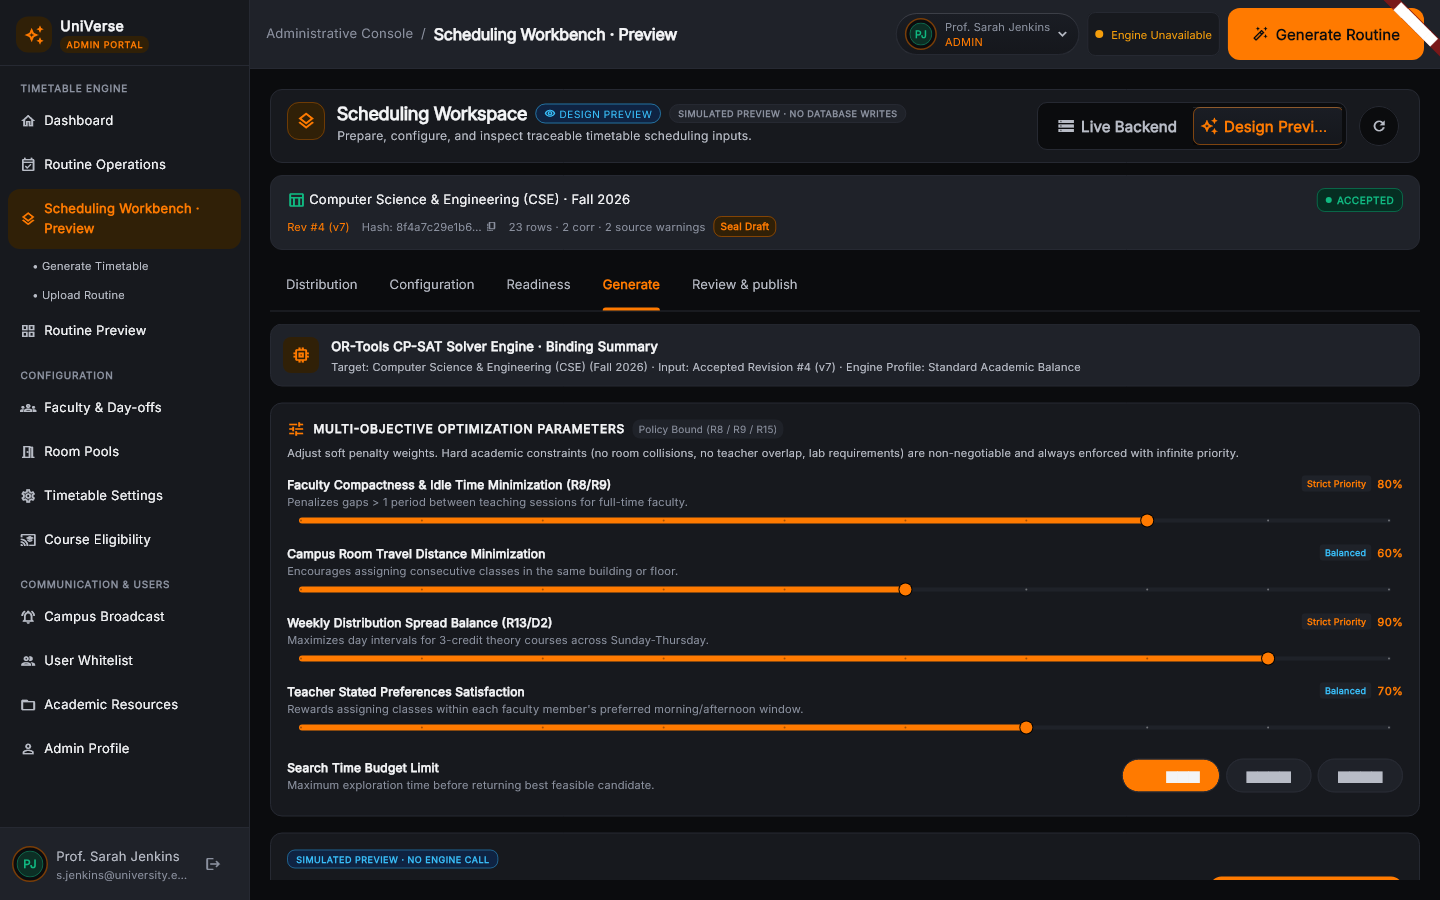 UniVerse
ADMIN PORTAL
Administrative Console / Scheduling Workbench · Preview
PJ
Prof. Sarah Jenkins
ADMIN
Engine Unavailable
Generate Routine
TIMETABLE ENGINE
Dashboard
Routine Operations
Scheduling Workbench ·
Preview
• Generate Timetable
• Upload Routine
Routine Preview
CONFIGURATION
Faculty & Day-offs
Room Pools
Timetable Settings
Course Eligibility
COMMUNICATION & USERS
Campus Broadcast
User Whitelist
Academic Resources
Admin Profile
PJ
Prof. Sarah Jenkins
s.jenkins@university.e...
Scheduling Workspace
DESIGN PREVIEW
SIMULATED PREVIEW · NO DATABASE WRITES
Prepare, configure, and inspect traceable timetable scheduling inputs.
Live Backend
Design Previ...
Computer Science & Engineering (CSE) · Fall 2026
ACCEPTED
Rev #4 (v7)
Hash: 8f4a7c29e1b6...
23 rows · 2 corr · 2 source warnings
Seal Draft
Distribution
Configuration
Readiness
Generate
Review & publish
OR-Tools CP-SAT Solver Engine · Binding Summary
Target: Computer Science & Engineering (CSE) (Fall 2026) · Input: Accepted Revision #4 (v7) · Engine Profile: Standard Academic Balance
MULTI-OBJECTIVE OPTIMIZATION PARAMETERS
Policy Bound (R8 / R9 / R15)
Adjust soft penalty weights. Hard academic constraints (no room collisions, no teacher overlap, lab requirements) are non-negotiable and always enforced with infinite priority.
Faculty Compactness & Idle Time Minimization (R8/R9)
Strict Priority 80%
Penalizes gaps > 1 period between teaching sessions for full-time faculty.
Campus Room Travel Distance Minimization
Balanced 60%
Encourages assigning consecutive classes in the same building or floor.
Weekly Distribution Spread Balance (R13/D2)
Strict Priority 90%
Maximizes day intervals for 3-credit theory courses across Sunday-Thursday.
Teacher Stated Preferences Satisfaction
Balanced 70%
Rewards assigning classes within each faculty member's preferred morning/afternoon window.
Search Time Budget Limit
Maximum exploration time before returning best feasible candidate.
SIMULATED PREVIEW · NO ENGINE CALL